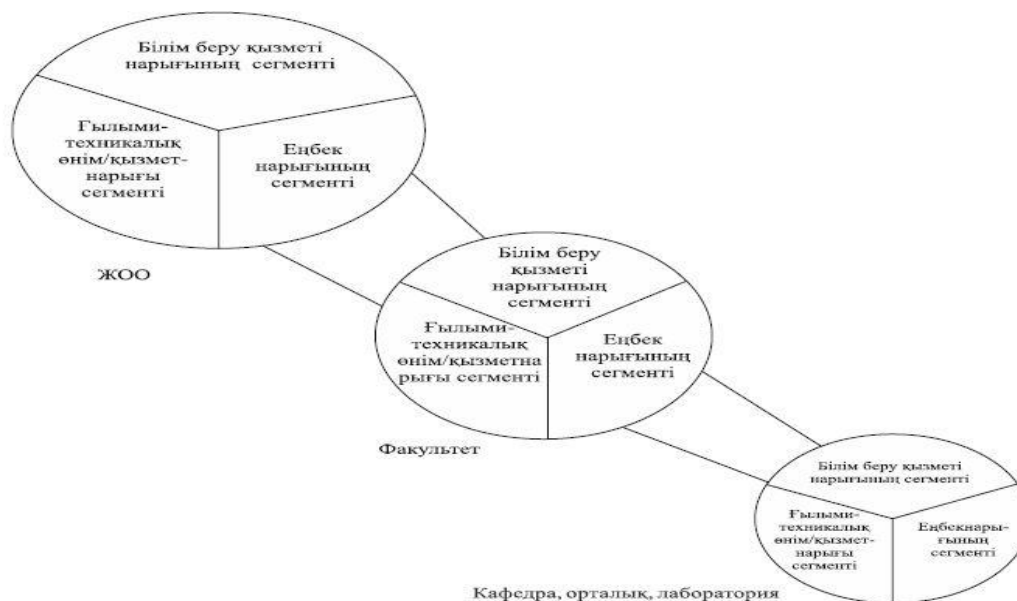 Білім беру қызметі
нарығының сегменті
Ғылыми-
техникалық
өнім/қызмет-
нарығы
сегменті
Еңбек
нарығының
сегменті
ЖОО
Білім беру
қызметі
нарығының
сегменті
Ғылыми-
техникалық
өнім/қызметна
рығы сегменті
Еңбек
нарығының
сегменті
Факультет
Білім беру қызметі
нарығының сегменті
Ғылыми-
техникалық
өнім/қызмет-
нарығы
сегменті
Еңбекнары-
ғының
сегменті
Кафедра, орталық, лаборатория